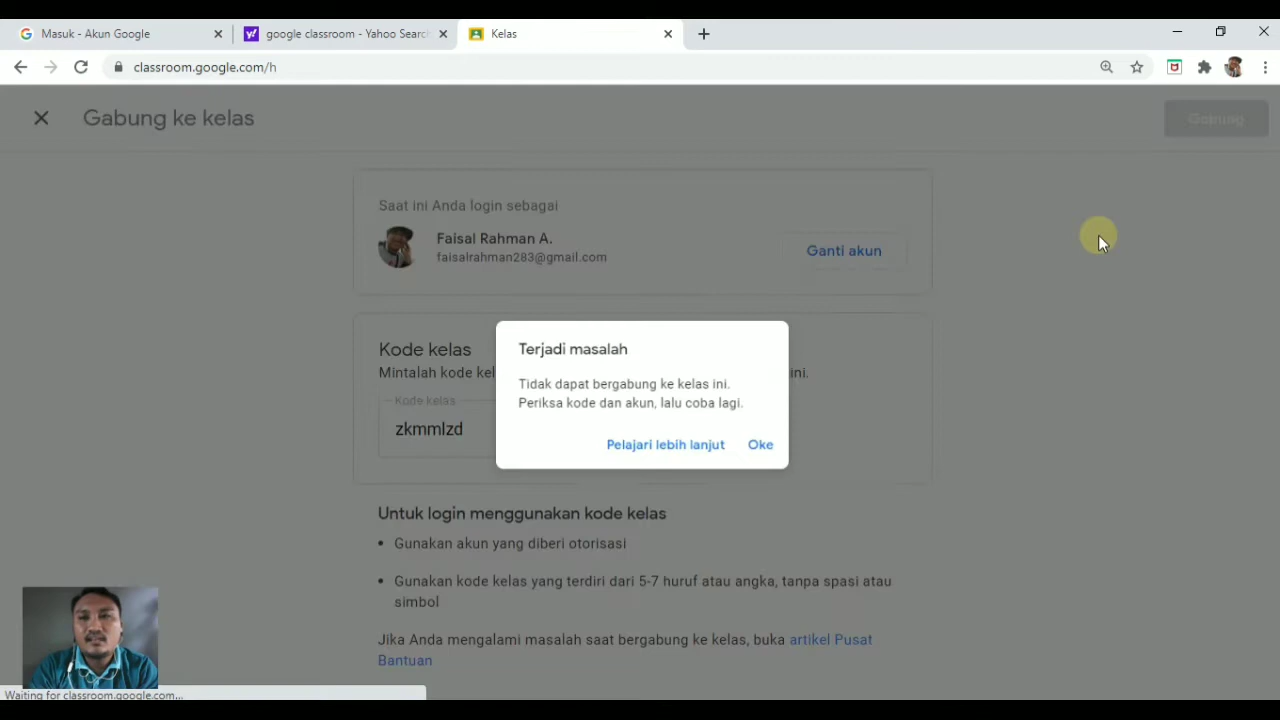 Masuk - Akun Google
google classroom - Yahoo Search
Kelas
classroom.google.com/h
Gabung ke kelas
Gabung
Saat ini Anda login sebagai
Faisal Rahman A.
faisalrahman283@gmail.com
Ganti akun
Kode kelas
Mintalah kode kel
ini.
Kode kelas
zkmmlzd
Terjadi masalah
Tidak dapat bergabung ke kelas ini.
Periksa kode dan akun, lalu coba lagi.
Pelajari lebih lanjut
Oke
Untuk login menggunakan kode kelas
• Gunakan akun yang diberi otorisasi
• Gunakan kode kelas yang terdiri dari 5-7 huruf atau angka, tanpa spasi atau
simbol
Jika Anda mengalami masalah saat bergabung ke kelas, buka artikel Pusat
Bantuan
Waiting for classroom.google.com...